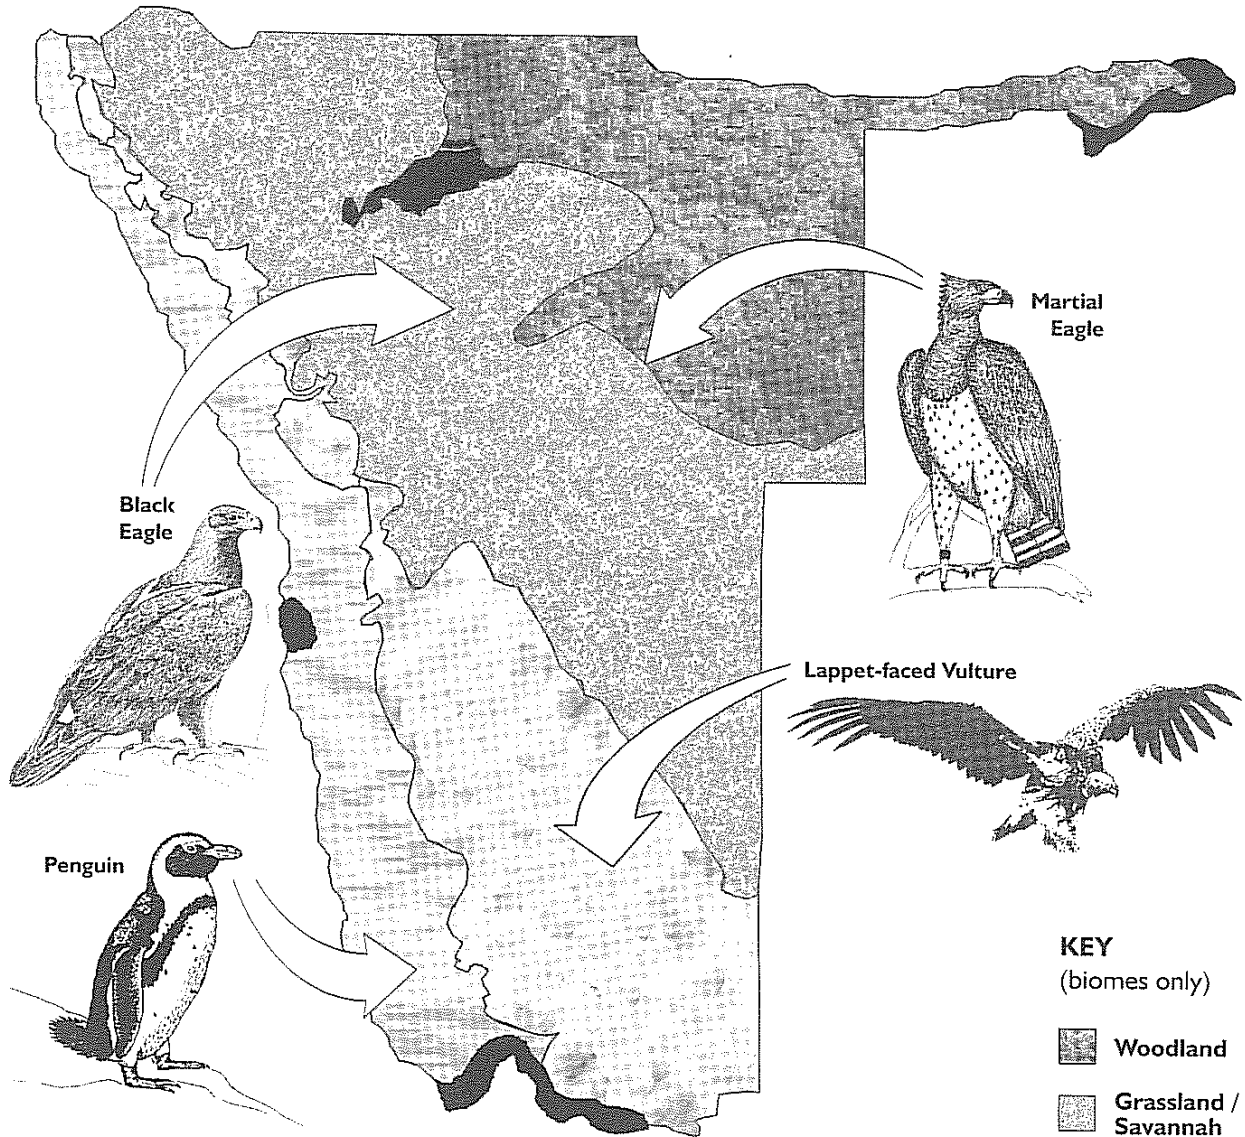 Martial
Eagle
Black
Eagle
Lappet-faced Vulture
Penguin
KEY
(biomes only)
Woodland
Grassland /
Savannah